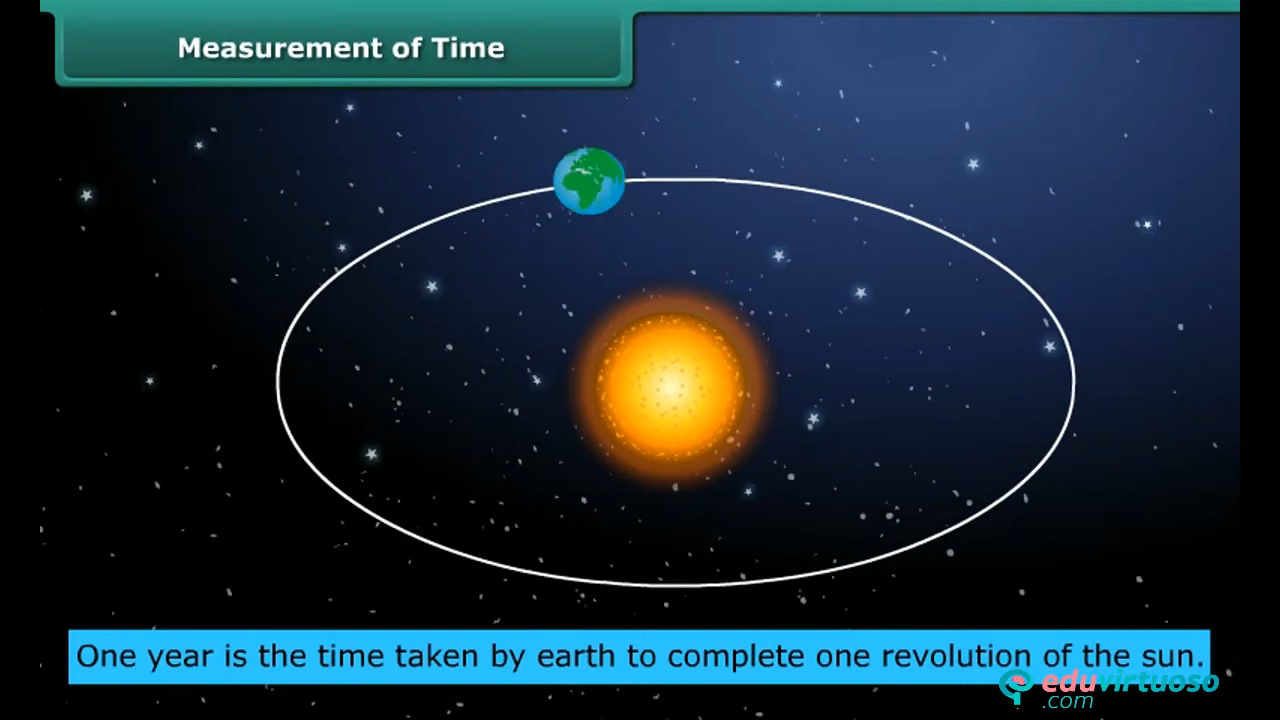 Measurement of Time
One year is the time taken by earth to complete one revolution of the sun.
eduvirtuoso
.com